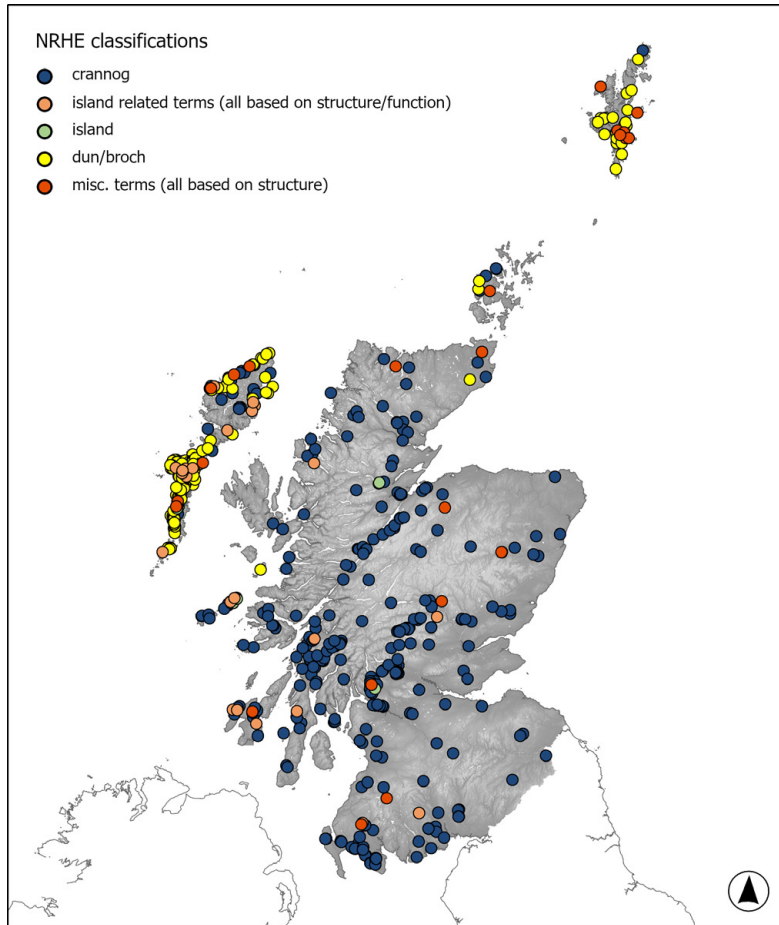 NRHE classifications
crannog
island related terms (all based on structure/function)
island
dun/broch
misc. terms (all based on structure)